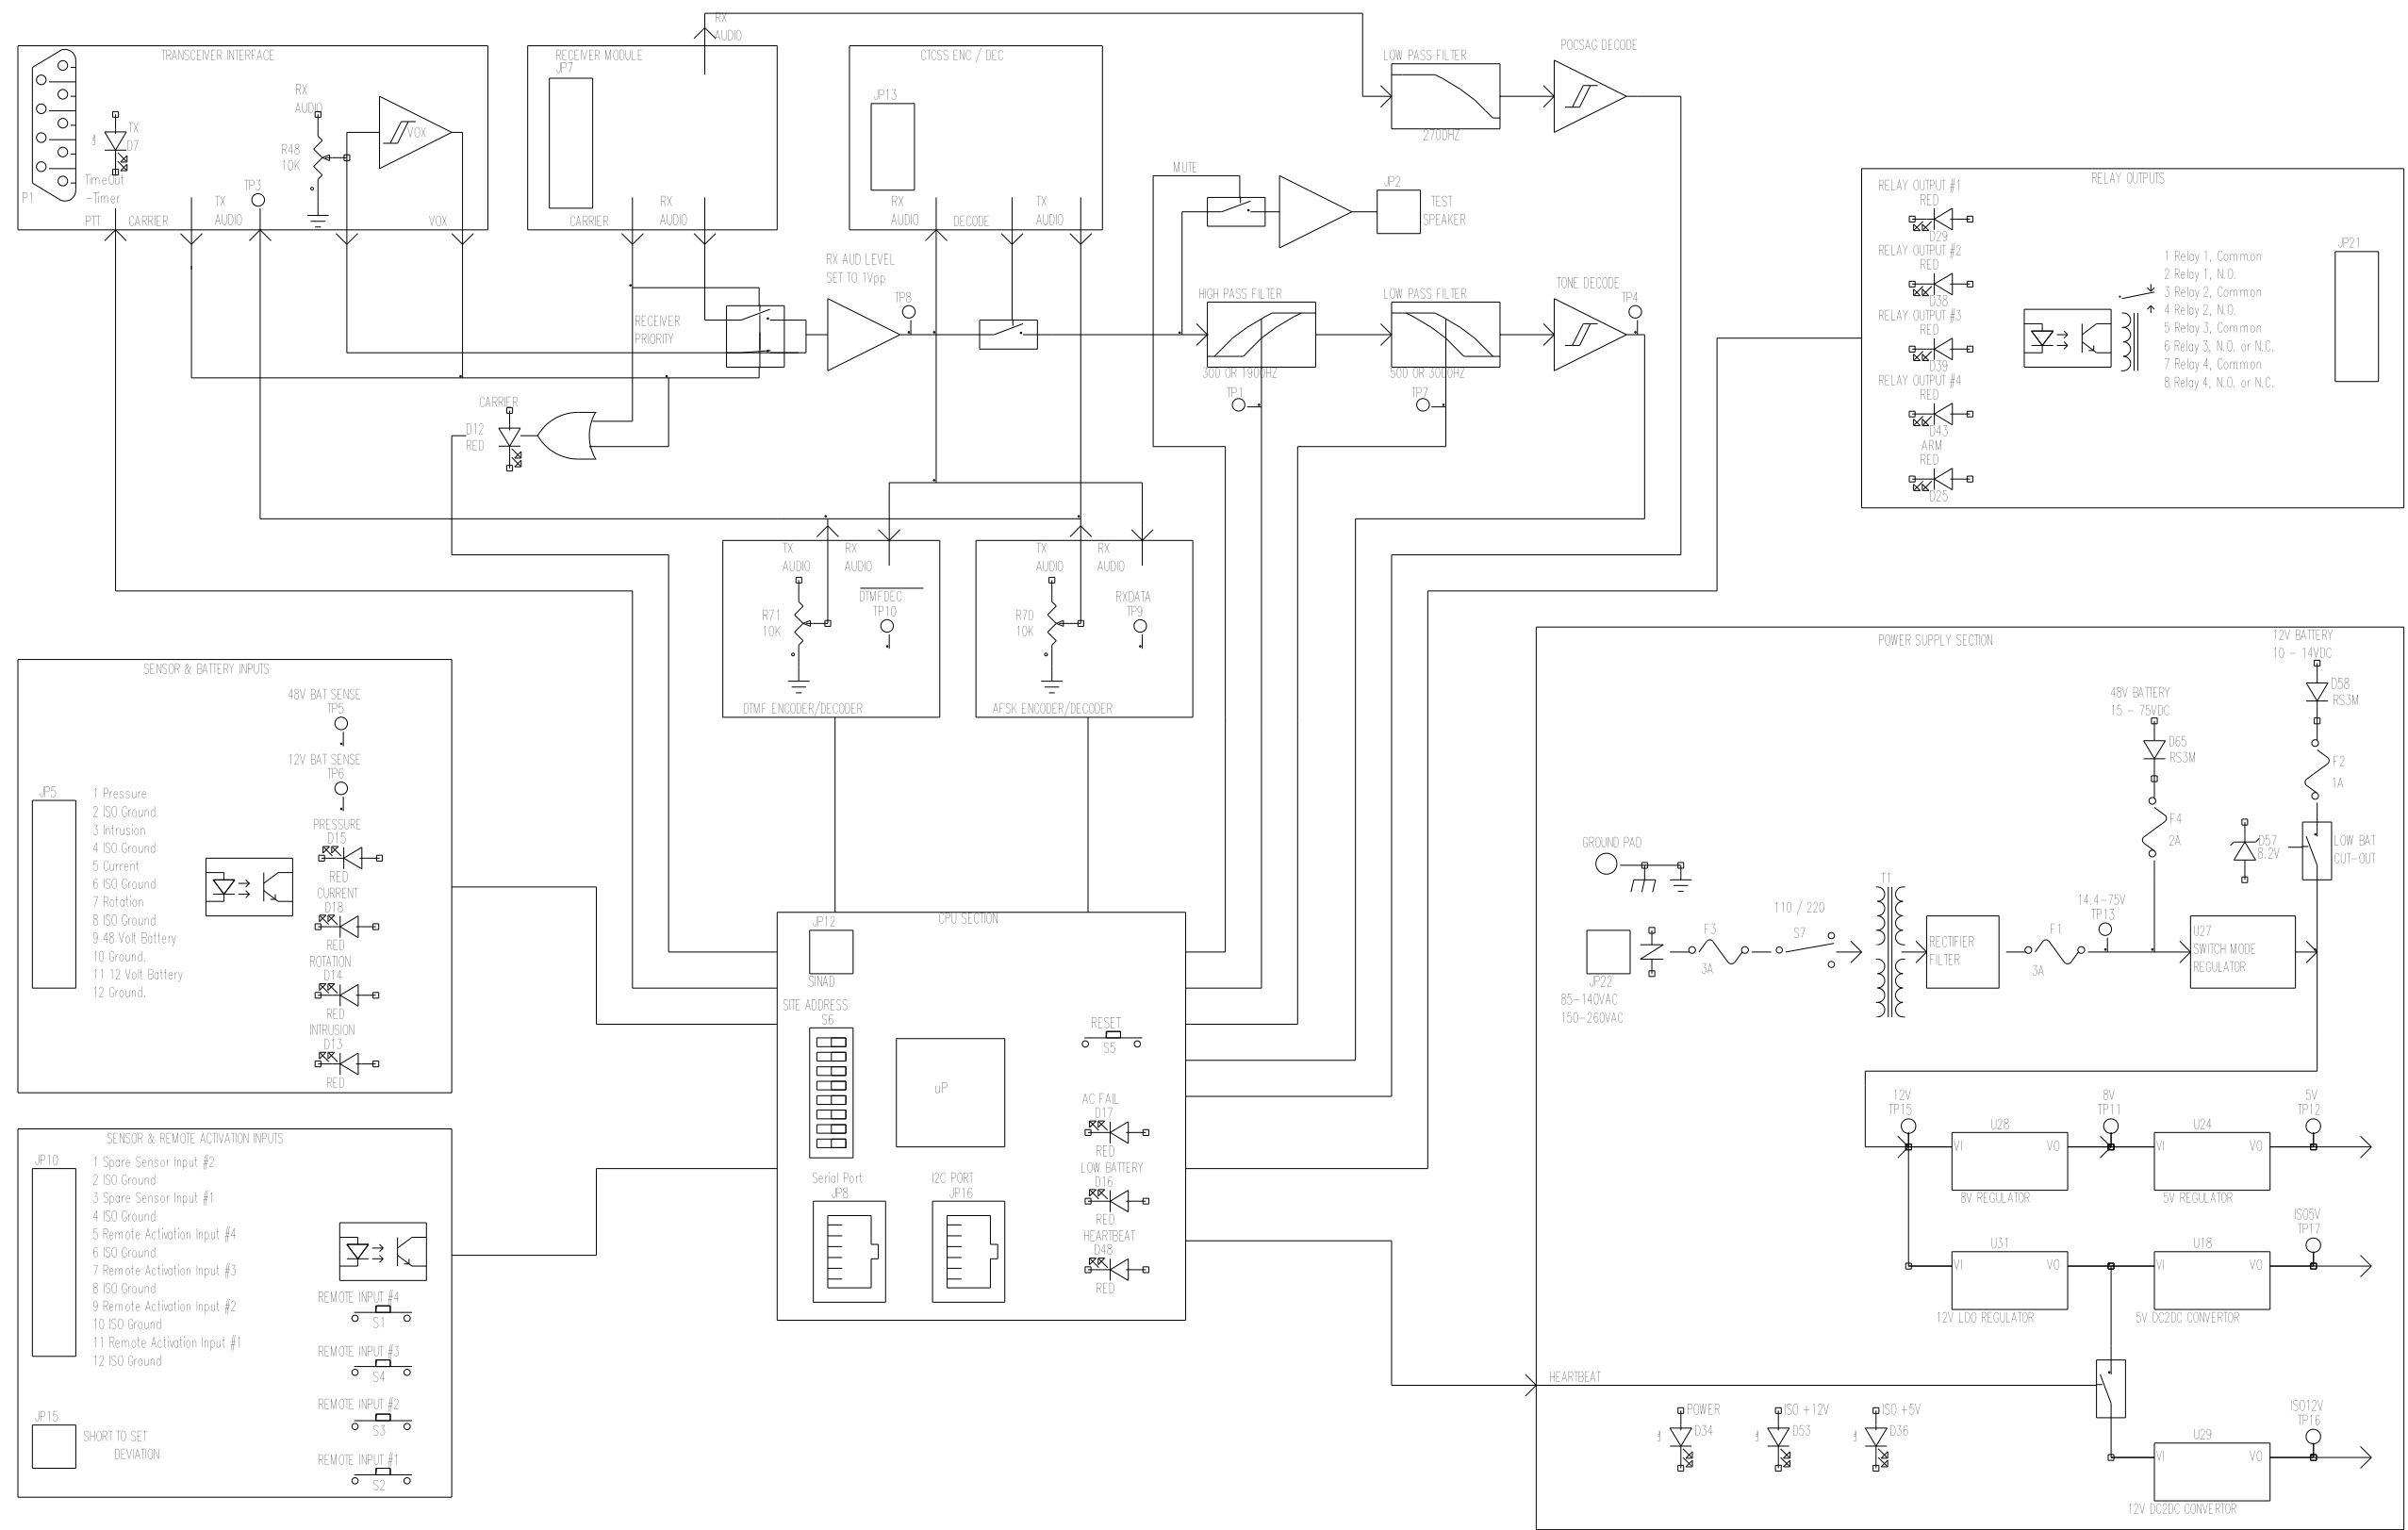 TRANSCEIVER INTERFACE
RX
AUDIO
VOX
TX
D7
R48
10K
TimeOut
-Timer
TP3
P1
TX
AUDIO
PTT
CARRIER
VOX
RX
AUDIO
RECEIVER MODULE
JP7
CARRIER
RX
AUDIO
CTCSS ENC / DEC
JP13
RX
AUDIO
DECODE
TX
AUDIO
LOW PASS FILTER
2700HZ
POCSAG DECODE
MUTE
JP2
TEST
SPEAKER
RX AUD LEVEL
SET TO 1Vpp
TP8
RECEIVER
PRIORITY
HIGH PASS FILTER
300 OR 1900HZ
TP1
LOW PASS FILTER
500 OR 3000HZ
TP7
TONE DECODE
TP4
CARRIER
D12
RED
RELAY OUTPUTS
RELAY OUTPUT #1
RED
D29
RELAY OUTPUT #2
RED
D38
RELAY OUTPUT #3
RED
D39
RELAY OUTPUT #4
RED
D43
ARM
RED
D25
1 Relay 1, Common
2 Relay 1, N.O.
3 Relay 2, Common
4 Relay 2, N.O.
5 Relay 3, Common
6 Relay 3, N.O. or N.C.
7 Relay 4, Common
8 Relay 4, N.O. or N.C.
JP21
TX
AUDIO
RX
AUDIO
DTMFDEC
TP10
R71
10K
DTMF ENCODER/DECODER
TX
AUDIO
RX
AUDIO
RXDATA
TP9
R70
10K
AFSK ENCODER/DECODER
SENSOR & BATTERY INPUTS
48V BAT SENSE
TP5
12V BAT SENSE
TP6
JP5
1 Pressure
2 ISO Ground
3 Intrusion
4 ISO Ground
5 Current
6 ISO Ground
7 Rotation
8 ISO Ground
9 48 Volt Battery
10 Ground.
11 12 Volt Battery
12 Ground.
PRESSURE
D15
RED
CURRENT
D18
RED
ROTATION
D14
RED
INTRUSION
D13
RED
SENSOR & REMOTE ACTIVATION INPUTS
JP10
1 Spare Sensor Input #2
2 ISO Ground
3 Spare Sensor Input #1
4 ISO Ground
5 Remote Activation Input #4
6 ISO Ground
7 Remote Activation Input #3
8 ISO Ground
9 Remote Activation Input #2
10 ISO Ground
11 Remote Activation Input #1
12 ISO Ground
REMOTE INPUT #4
S1
REMOTE INPUT #3
S4
REMOTE INPUT #2
S3
REMOTE INPUT #1
S2
JP15
SHORT TO SET
DEVIATION
CPU SECTION
JP12
SINAD
SITE ADDRESS
S6
uP
RESET
S5
AC FAIL
D17
RED
LOW BATTERY
D16
RED
HEARTBEAT
D48
RED
Serial Port
JP8
I2C PORT
JP16
POWER SUPPLY SECTION
12V BATTERY
10 - 14VDC
D58
RS3M
F2
1A
48V BATTERY
15 - 75VDC
D65
RS3M
F4
2A
D57
8.2V
LOW BAT
CUT-OUT
GROUND PAD
JP22
85-140VAC
150-260VAC
F3
3A
110 / 220
S7
T1
RECTIFIER
FILTER
F1
3A
14.4-75V
TP13
U27
SWITCH MODE
REGULATOR
12V
TP15
U28
VI
VO
8V REGULATOR
8V
TP11
U24
VI
VO
5V REGULATOR
5V
TP12
U31
VI
VO
12V LDO REGULATOR
U18
VI
VO
5V DC2DC CONVERTOR
ISO5V
TP17
HEARTBEAT
POWER
D34
ISO +12V
D53
ISO +5V
D36
U29
VI
VO
12V DC2DC CONVERTOR
ISO12V
TP16